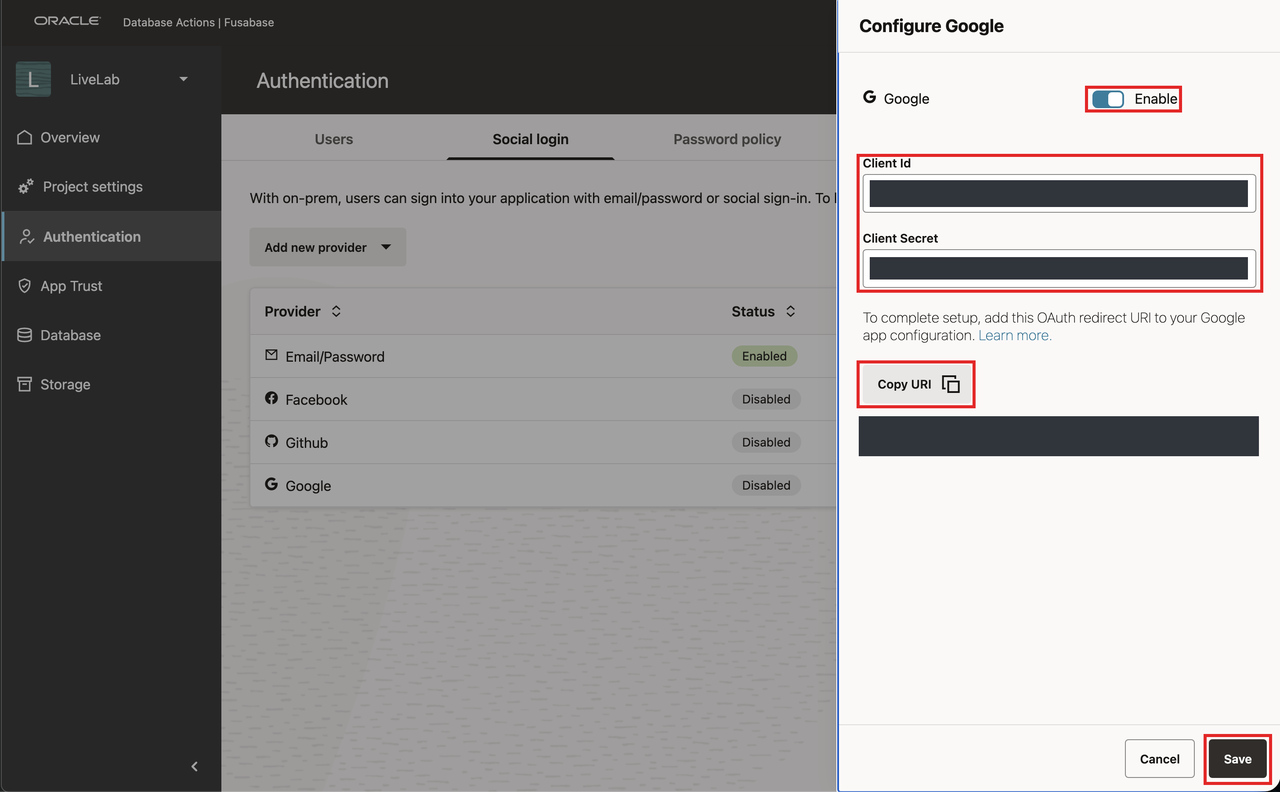 ORACLE Database Actions | Fusabase
L LiveLab
Overview
Project settings
Authentication
App Trust
Database
Storage
Authentication
Users Social login Password policy
With on-prem, users can sign into your application with email/password or social sign-in. To
Add new provider
Provider Status
Email/Password Enabled
Facebook Disabled
Github Disabled
Google Disabled
Configure Google
Google Enable
Client Id
Client Secret
To complete setup, add this OAuth redirect URI to your Google
app configuration. Learn more.
Copy URI
Cancel Save